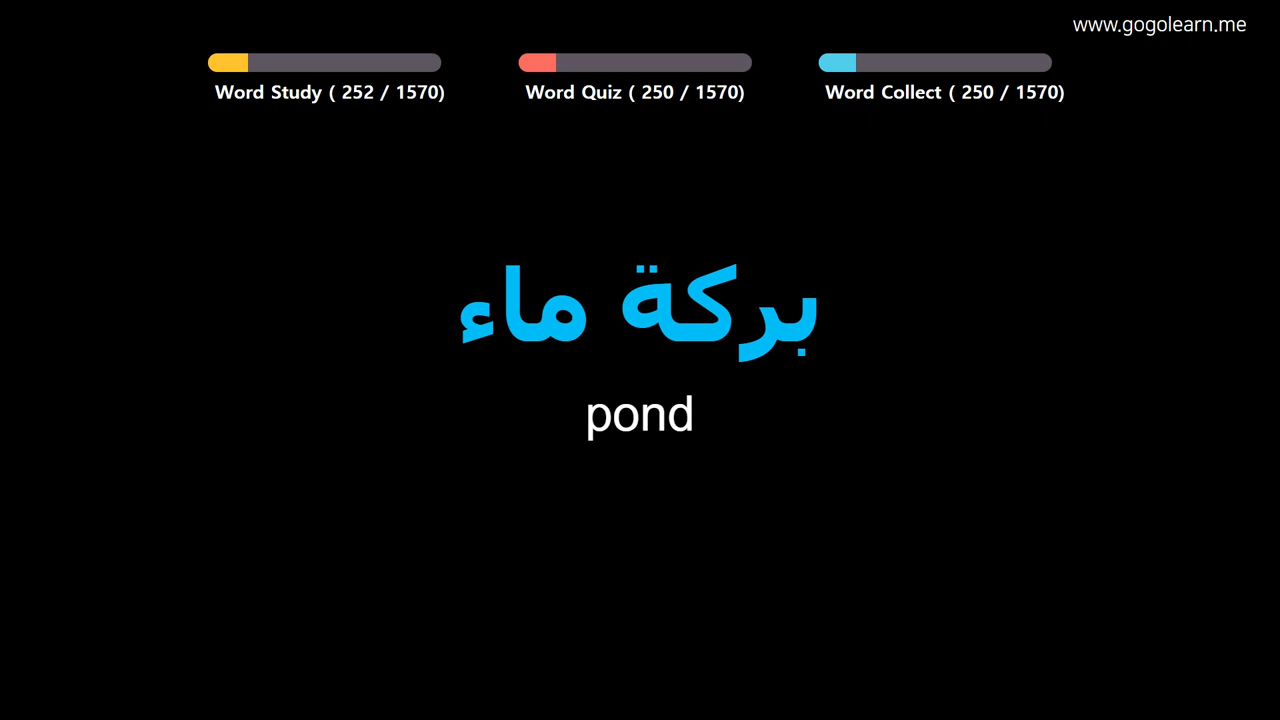 www.gogolearn.me
Word Study ( 252 / 1570)
Word Quiz ( 250 / 1570)
Word Collect ( 250 / 1570)
بركة ماء
pond